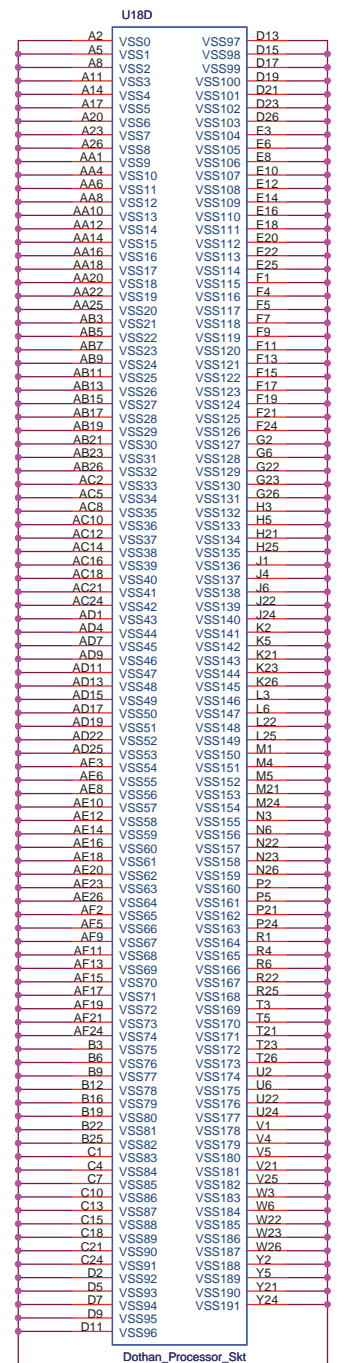 U18D
A2 VSS0 VSS97 D13
A5 VSS1 VSS98 D15
A8 VSS2 VSS99 D17
A11 VSS3 VSS100 D19
A14 VSS4 VSS101 D21
A17 VSS5 VSS102 D23
A20 VSS6 VSS103 D26
A23 VSS7 VSS104 E3
A26 VSS8 VSS105 E6
AA1 VSS9 VSS106 E8
AA4 VSS10 VSS107 E10
AA6 VSS11 VSS108 E12
AA8 VSS12 VSS109 E14
AA10 VSS13 VSS110 E16
AA12 VSS14 VSS111 E18
AA14 VSS15 VSS112 E20
AA16 VSS16 VSS113 E22
AA18 VSS17 VSS114 E25
AA20 VSS18 VSS115 F1
AA22 VSS19 VSS116 F4
AA25 VSS20 VSS117 F5
AB3 VSS21 VSS118 F7
AB5 VSS22 VSS119 F9
AB7 VSS23 VSS120 F11
AB9 VSS24 VSS121 F13
AB11 VSS25 VSS122 F15
AB13 VSS26 VSS123 F17
AB15 VSS27 VSS124 F19
AB17 VSS28 VSS125 F21
AB19 VSS29 VSS126 F24
AB21 VSS30 VSS127 G2
AB23 VSS31 VSS128 G6
AB26 VSS32 VSS129 G22
AC2 VSS33 VSS130 G23
AC5 VSS34 VSS131 G26
AC8 VSS35 VSS132 H3
AC10 VSS36 VSS133 H5
AC12 VSS37 VSS134 H21
AC14 VSS38 VSS135 H25
AC16 VSS39 VSS136 J1
AC18 VSS40 VSS137 J4
AC21 VSS41 VSS138 J6
AC24 VSS42 VSS139 J22
AD1 VSS43 VSS140 J24
AD4 VSS44 VSS141 K2
AD7 VSS45 VSS142 K5
AD9 VSS46 VSS143 K21
AD11 VSS47 VSS144 K23
AD13 VSS48 VSS145 K26
AD15 VSS49 VSS146 L3
AD17 VSS50 VSS147 L6
AD19 VSS51 VSS148 L22
AD22 VSS52 VSS149 L25
AD25 VSS53 VSS150 M1
AE3 VSS54 VSS151 M4
AE6 VSS55 VSS152 M5
AE8 VSS56 VSS153 M21
AE10 VSS57 VSS154 M24
AE12 VSS58 VSS155 N3
AE14 VSS59 VSS156 N6
AE16 VSS60 VSS157 N22
AE18 VSS61 VSS158 N23
AE20 VSS62 VSS159 N26
AE23 VSS63 VSS160 P2
AE26 VSS64 VSS161 P5
AF2 VSS65 VSS162 P21
AF5 VSS66 VSS163 P24
AF9 VSS67 VSS164 R1
AF11 VSS68 VSS165 R4
AF13 VSS69 VSS166 R6
AF15 VSS70 VSS167 R22
AF17 VSS71 VSS168 R25
AF19 VSS72 VSS169 T3
AF21 VSS73 VSS170 T5
AF24 VSS74 VSS171 T21
B3 VSS75 VSS172 T23
B6 VSS76 VSS173 T26
B9 VSS77 VSS174 U2
B12 VSS78 VSS175 U6
B16 VSS79 VSS176 U22
B19 VSS80 VSS177 U24
B22 VSS81 VSS178 V1
B25 VSS82 VSS179 V4
C1 VSS83 VSS180 V5
C4 VSS84 VSS181 V21
C7 VSS85 VSS182 V25
C10 VSS86 VSS183 W3
C13 VSS87 VSS184 W6
C15 VSS88 VSS185 W22
C18 VSS89 VSS186 W23
C21 VSS90 VSS187 W26
C24 VSS91 VSS188 Y2
D2 VSS92 VSS189 Y5
D5 VSS93 VSS190 Y21
D7 VSS94 VSS191 Y24
D9 VSS95
D11 VSS96
Dothan_Processor_Skt